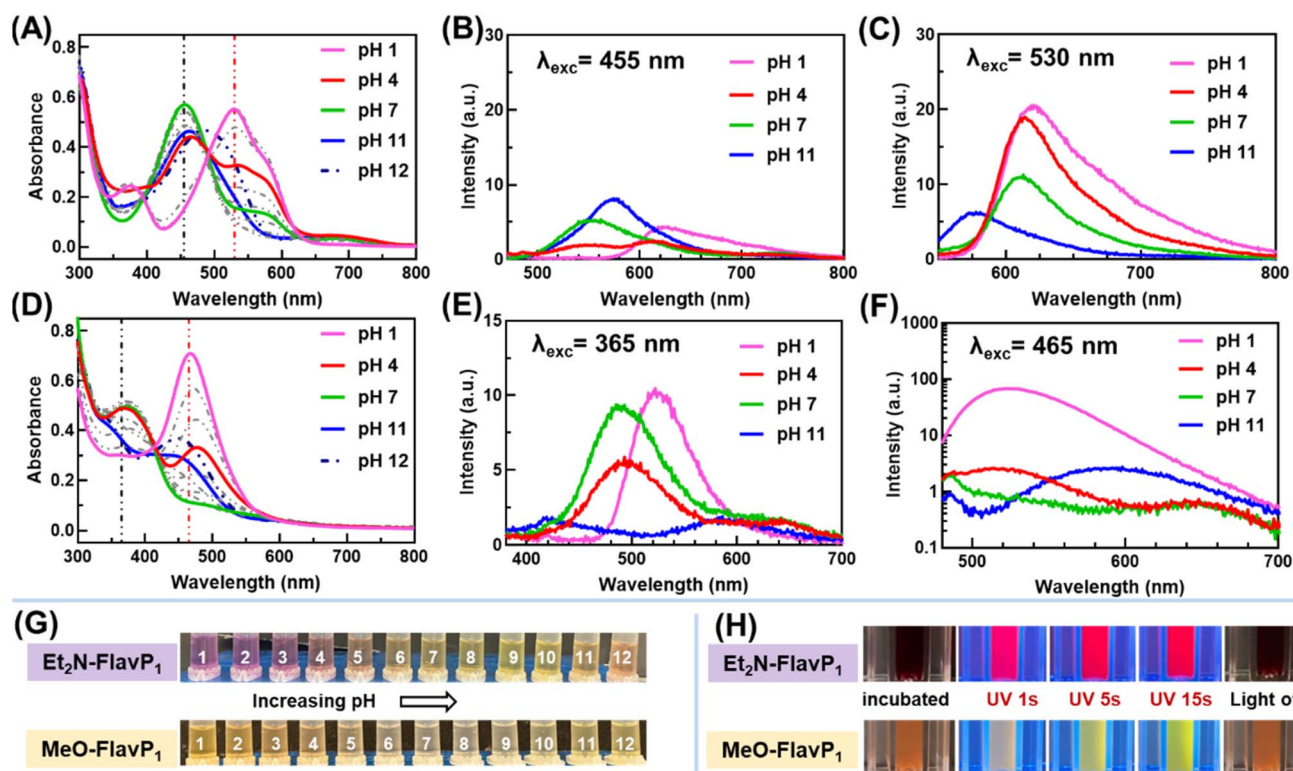 (A)
0.8
0.6
0.4
0.2
0.0
Absorbance
300 400 500 600 700 800
Wavelength (nm)
pH 1
pH 4
pH 7
pH 11
pH 12
(B)
λexc= 455 nm
30
20
10
0
Intensity (a.u.)
500 600 700 800
Wavelength (nm)
pH 1
pH 4
pH 7
pH 11
(C)
λexc= 530 nm
30
20
10
0
Intensity (a.u.)
600 700 800
Wavelength (nm)
pH 1
pH 4
pH 7
pH 11
(D)
0.8
0.6
0.4
0.2
0.0
Absorbance
300 400 500 600 700 800
Wavelength (nm)
pH 1
pH 4
pH 7
pH 11
pH 12
(E)
λexc= 365 nm
15
10
5
0
Intensity (a.u.)
400 500 600 700
Wavelength (nm)
pH 1
pH 4
pH 7
pH 11
(F)
λexc= 465 nm
1000
100
10
1
0.1
Intensity (a.u.)
500 600 700
Wavelength (nm)
pH 1
pH 4
pH 7
pH 11
(G)
Et₂N-FlavP₁
1 2 3 4 5 6 7 8 9 10 11 12
Increasing pH
MeO-FlavP₁
1 2 3 4 5 6 7 8 9 10 11 12
(H)
Et₂N-FlavP₁
incubated UV 1s UV 5s UV 15s Light of
MeO-FlavP₁